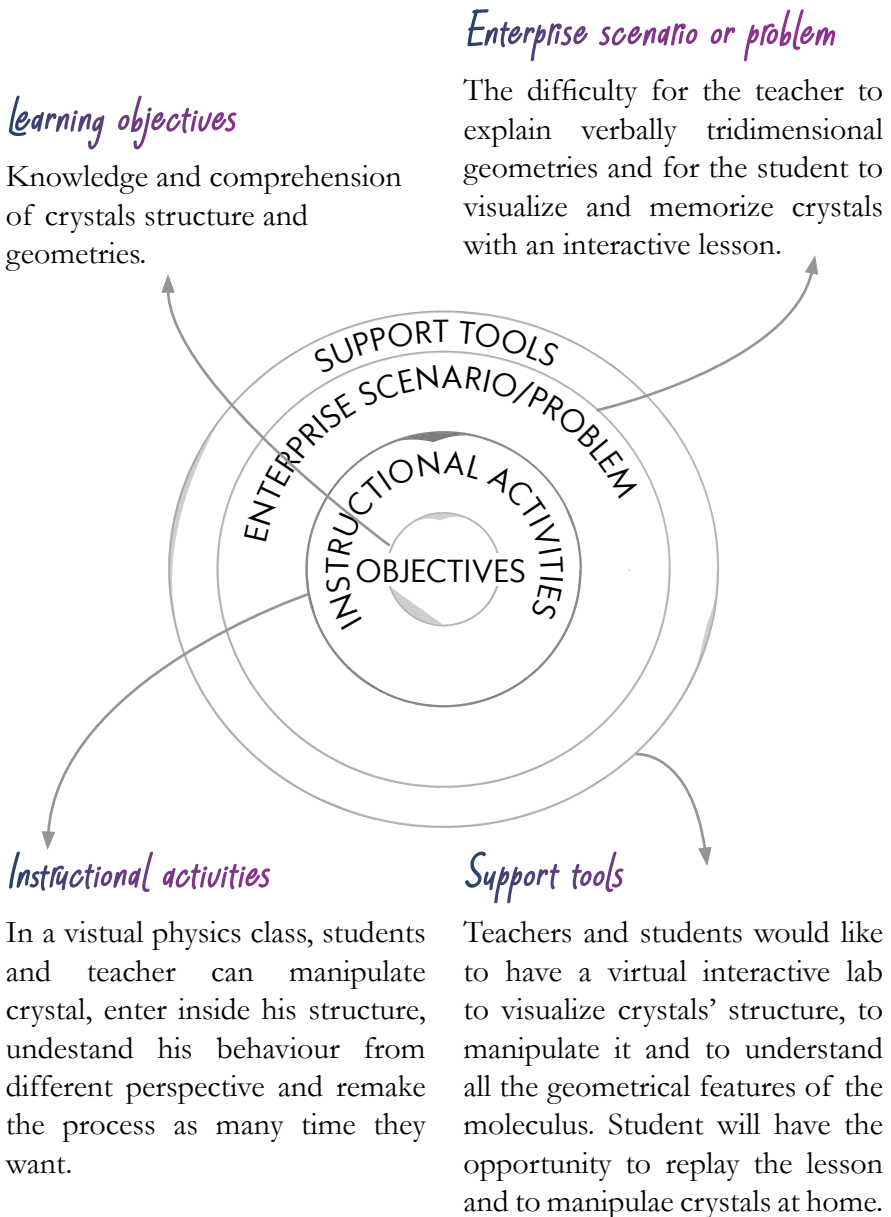 Learning objectives
Knowledge and comprehension
of crystals structure and
geometries.
Enterprise scenario or problem
The difficulty for the teacher to
explain verbally tridimensional
geometries and for the student to
visualize and memorize crystals
with an interactive lesson.
SUPPORT TOOLS
ENTERPRISE SCENARIO/PROBLEM
INSTRUCTIONAL ACTIVITIES
OBJECTIVES
Instructional activities
In a vistual physics class, students
and teacher can manipulate
crystal, enter inside his structure,
undestand his behaviour from
different perspective and remake
the process as many time they
want.
Support tools
Teachers and students would like
to have a virtual interactive lab
to visualize crystals’ structure, to
manipulate it and to understand
all the geometrical features of the
moleculus. Student will have the
opportunity to replay the lesson
and to manipulae crystals at home.